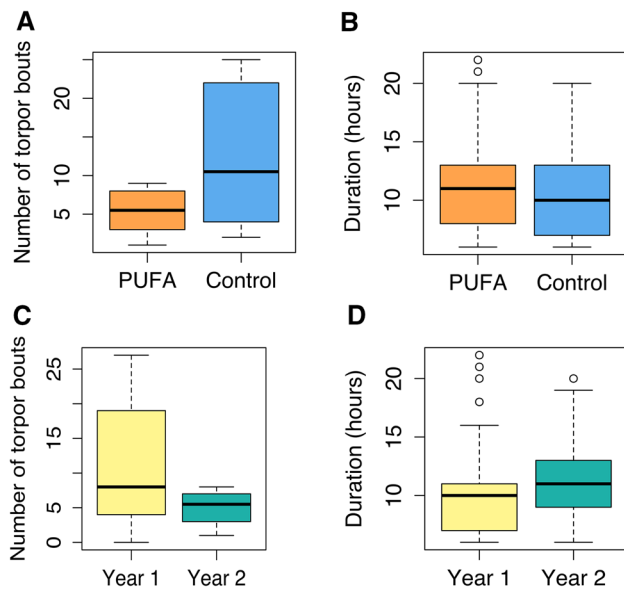 A
Number of torpor bouts
20
10
5
PUFA
Control
B
Duration (hours)
20
15
10
PUFA
Control
C
Number of torpor bouts
25
15
5
0
Year 1
Year 2
D
Duration (hours)
20
15
10
Year 1
Year 2